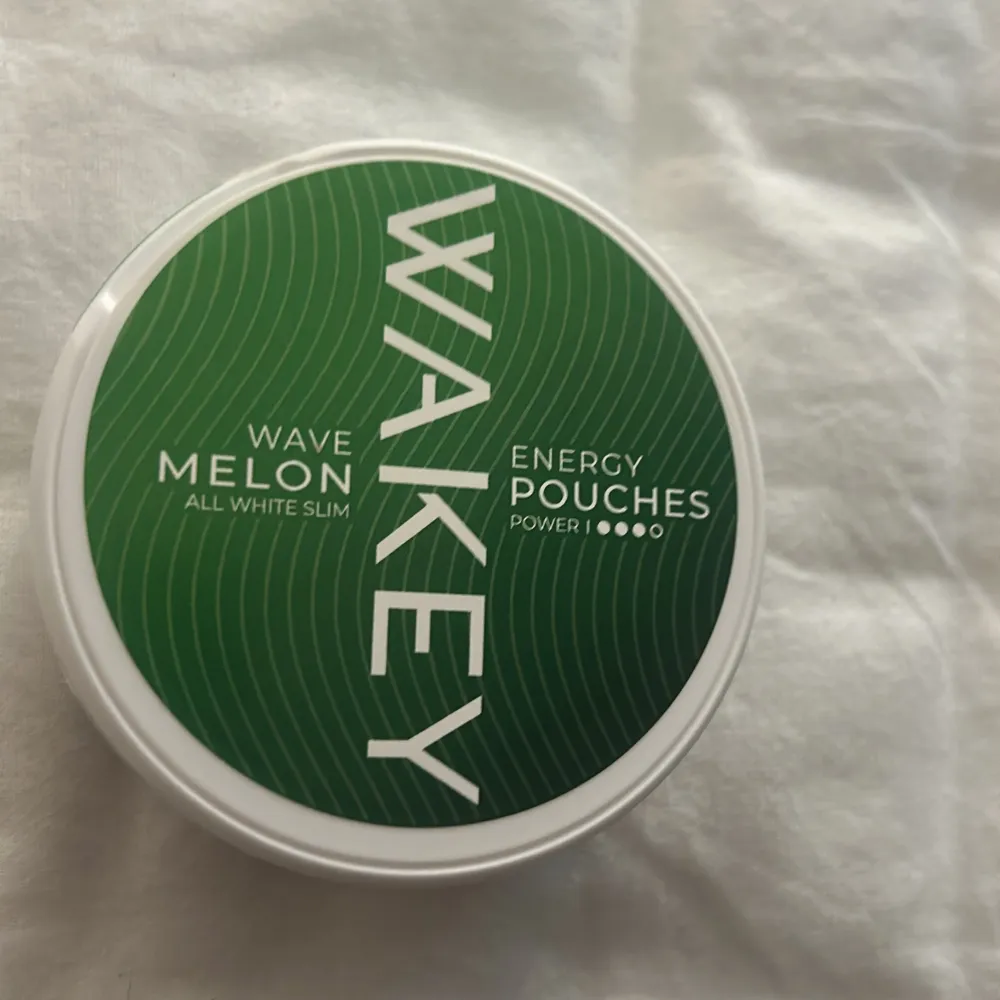 WAVE
MELON
ALL WHITE SLIM
WAKEY
ENERGY
POUCHES
POWER | ●●●○